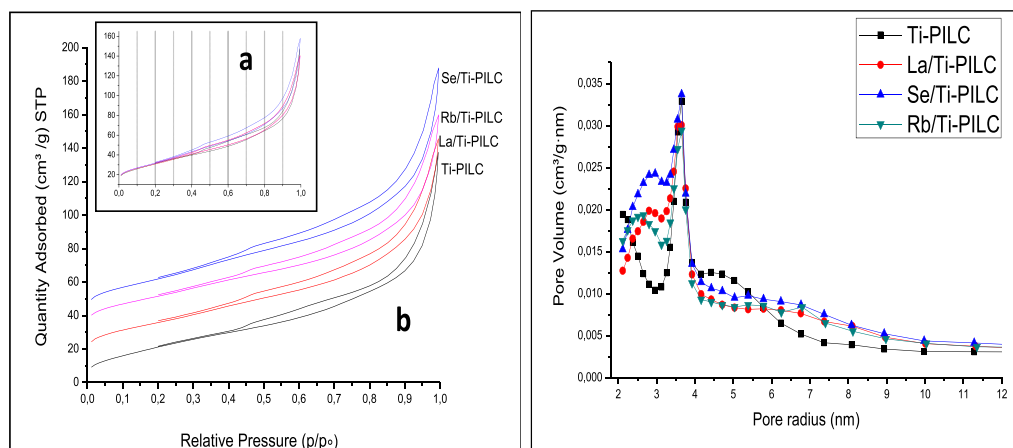 a
160
140
120
100
80
60
40
20
0,0
0,2
0,4
0,6
0,8
1,0
200
180
160
140
120
100
80
60
40
20
00
Quantity Adsorbed (cm³ /g) STP
Se/Ti-PILC
Rb/Ti-PILC
La/Ti-PILC
Ti-PILC
b
0,0 0,1 0,2 0,3 0,4 0,5 0,6 0,7 0,8 0,9 1,0
Relative Pressure (p/p₀)
Ti-PILC
La/Ti-PILC
Se/Ti-PILC
Rb/Ti-PILC
0,035
0,030
0,025
0,020
0,015
0,010
0,005
0,000
Pore Volume (cm³/g·nm)
2 3 4 5 6 7 8 9 10 11 12
Pore radius (nm)